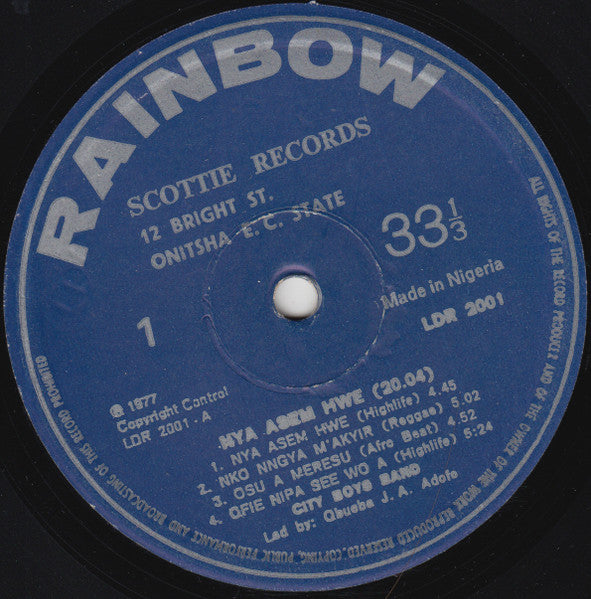 RAINBOW
SCOTTIE RECORDS
12 BRIGHT ST.
ONITSHA E.C. STATE
33 1/3
1
Made in Nigeria
LDR 2001
℗ 1977
Copyright Control
LDR 2001 - A
NYA ASEM HWE (20.04)
1. NYA ASEM HWE (Highlife) 4.45
2. NKO NNGYA M'AKYIR (Reggae) 5.02
3. OSU A MERESU (Afro Beat) 4.52
4. OFIE NIPA SEE WO A (Highlife) 5:24
CITY BOYS BAND
Led by: Obuoba J. A. Adofo
ALL RIGHTS OF THE RECORD PRODUCER AND OF THE OWNER OF THE WORK REPRODUCED RESERVED. COPYING, PUBLIC PERFORMANCE AND BROADCASTING OF THIS RECORD PROHIBITED